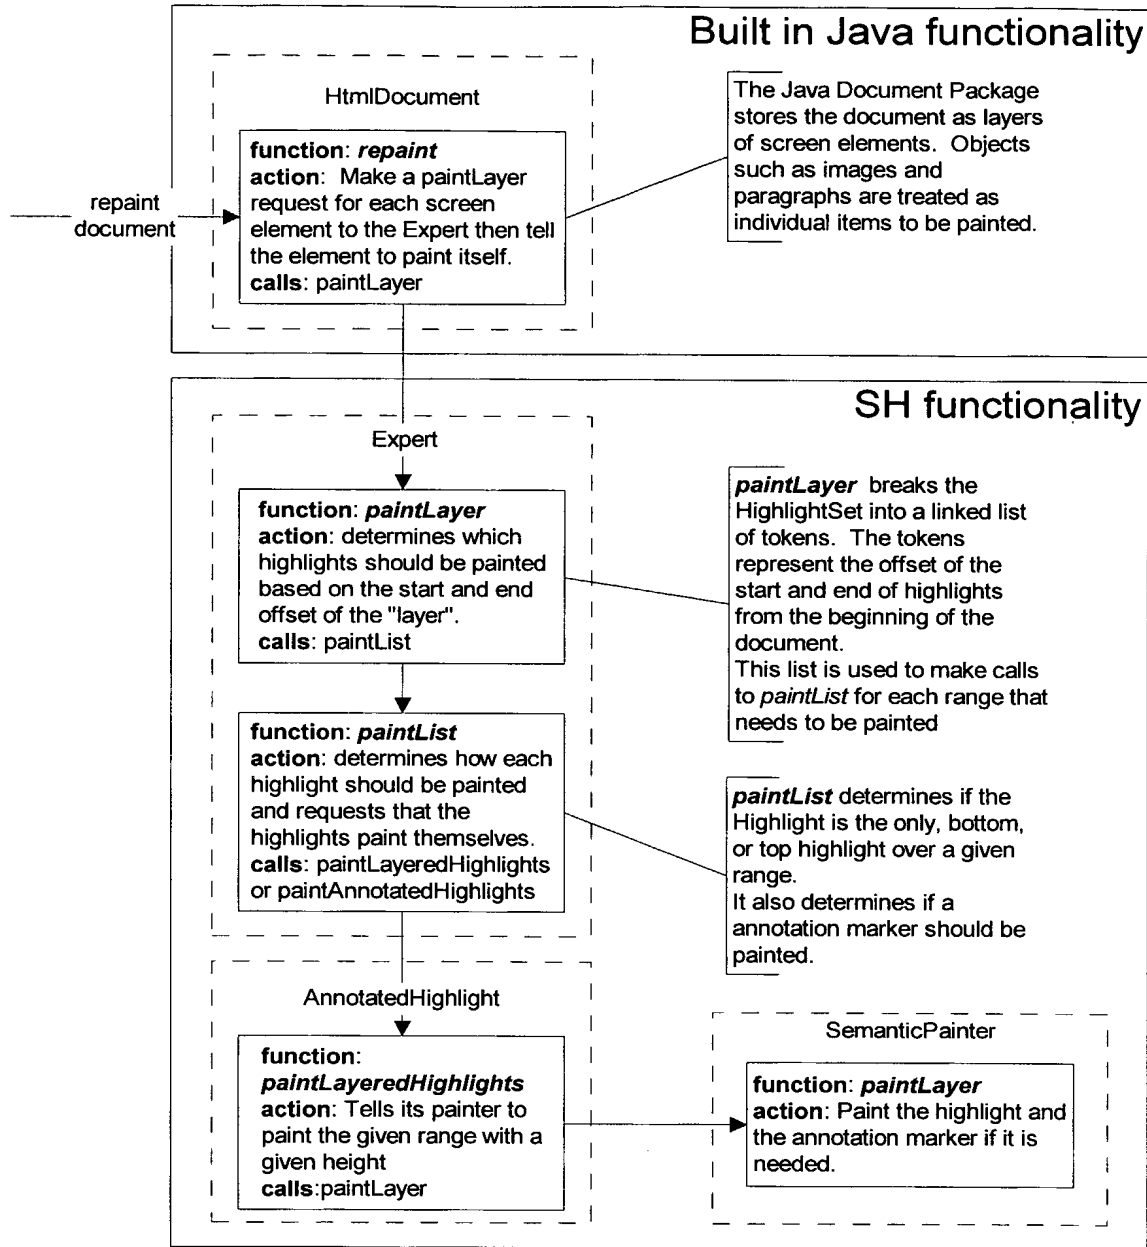 Built in Java functionality
HtmlDocument
function: repaint
action: Make a paintLayer
request for each screen
element to the Expert then tell
the element to paint itself.
calls: paintLayer
repaint
document
The Java Document Package
stores the document as layers
of screen elements. Objects
such as images and
paragraphs are treated as
individual items to be painted.
SH functionality
Expert
function: paintLayer
action: determines which
highlights should be painted
based on the start and end
offset of the "layer".
calls: paintList
paintLayer breaks the
HighlightSet into a linked list
of tokens. The tokens
represent the offset of the
start and end of highlights
from the beginning of the
document.
This list is used to make calls
to paintList for each range that
needs to be painted
function: paintList
action: determines how each
highlight should be painted
and requests that the
highlights paint themselves.
calls: paintLayeredHighlights
or paintAnnotatedHighlights
paintList determines if the
Highlight is the only, bottom,
or top highlight over a given
range.
It also determines if a
annotation marker should be
painted.
AnnotatedHighlight
function:
paintLayeredHighlights
action: Tells its painter to
paint the given range with a
given height
calls:paintLayer
SemanticPainter
function: paintLayer
action: Paint the highlight and
the annotation marker if it is
needed.